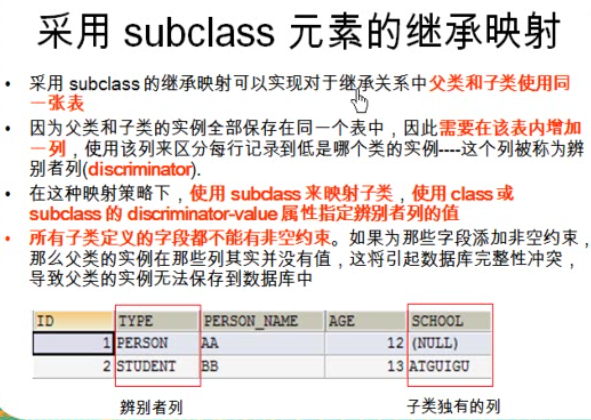 采用 subclass 元素的继承映射
• 采用 subclass 的继承映射可以实现对于继承关系中父类和子类使用同
一张表
• 因为父类和子类的实例全部保存在同一个表中，因此需要在该表内增加
一列，使用该列来区分每行记录到低是哪个类的实例----这个列被称为辨
别者列(discriminator).
• 在这种映射策略下，使用 subclass 来映射子类，使用 class 或
subclass 的 discriminator-value 属性指定辨别者列的值
• 所有子类定义的字段都不能有非空约束。如果为那些字段添加非空约束，
那么父类的实例在那些列其实并没有值，这将引起数据库完整性冲突，
导致父类的实例无法保存到数据库中
ID TYPE PERSON_NAME AGE SCHOOL
1 PERSON AA 12 (NULL)
2 STUDENT BB 13 ATGUIGU
辨别者列 子类独有的列